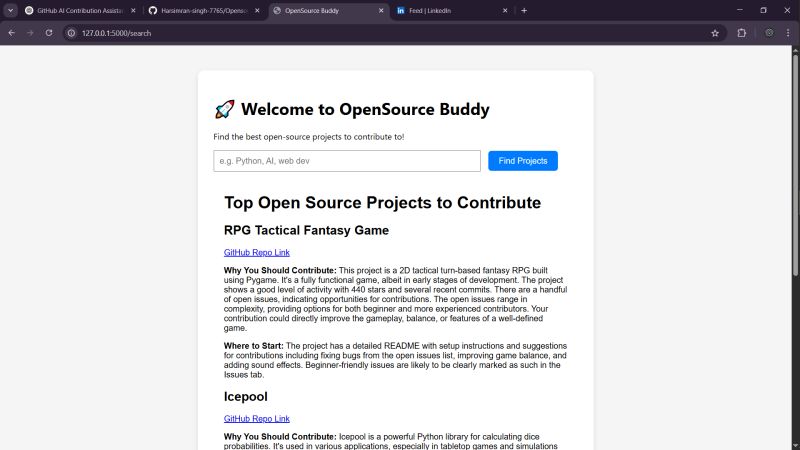 GitHub AI Contribution Assistan
Harsimran-singh-7765/Openso
OpenSource Buddy
Feed | LinkedIn
127.0.0.1:5000/search
🚀 Welcome to OpenSource Buddy
Find the best open-source projects to contribute to!
e.g. Python, AI, web dev
Find Projects
Top Open Source Projects to Contribute
RPG Tactical Fantasy Game
GitHub Repo Link
Why You Should Contribute: This project is a 2D tactical turn-based fantasy RPG built
using Pygame. It's a fully functional game, albeit in early stages of development. The project
shows a good level of activity with 440 stars and several recent commits. There are a handful
of open issues, indicating opportunities for contributions. The open issues range in
complexity, providing options for both beginner and more experienced contributors. Your
contribution could directly improve the gameplay, balance, or features of a well-defined
game.
Where to Start: The project has a detailed README with setup instructions and suggestions
for contributions including fixing bugs from the open issues list, improving game balance, and
adding sound effects. Beginner-friendly issues are likely to be clearly marked as such in the
Issues tab.
Icepool
GitHub Repo Link
Why You Should Contribute: Icepool is a powerful Python library for calculating dice
probabilities. It's used in various applications, especially in tabletop games and simulations